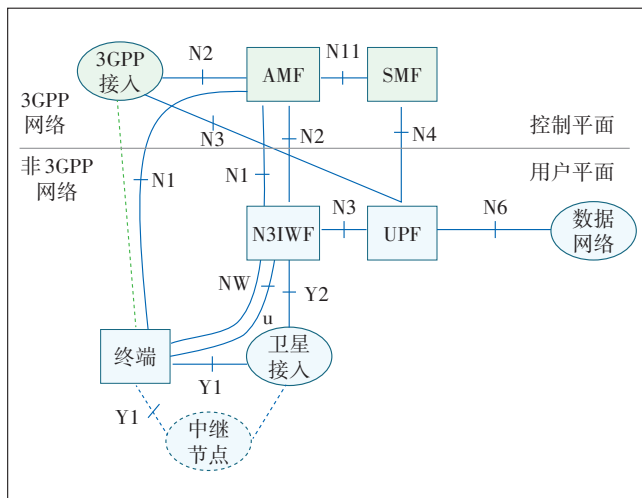 3GPP
接入
N2
AMF
N11
SMF
3GPP
网络
N3
N2
N4
控制平面
非3GPP
网络
用户平面
N1
N1
N3
N6
N3IWF
UPF
数据
网络
NW
u
Y2
终端
Y1
卫星
接入
Y1
中继
节点